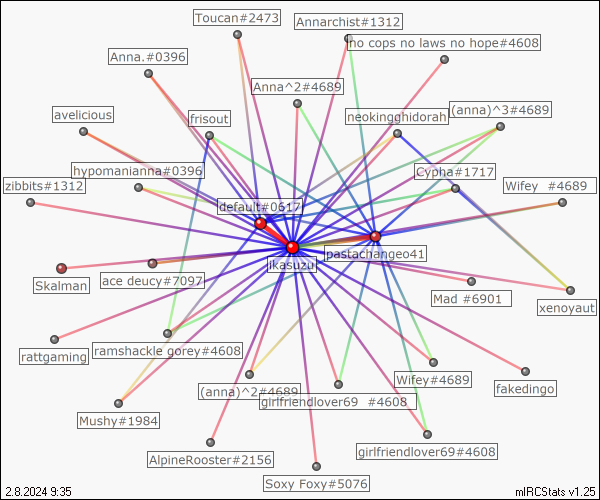 Toucan#2473
Annarchist#1312
no cops no laws no hope#4608
Anna.#0396
Anna^2#4689
avelicious
frisout
neokingghidorah
(anna)^3#4689
hypomanianna#0396
Cypha#1717
zibbits#1312
Wifey #4689
default#0617
pastachangeo41
ikasuzu
Skalman
ace deucy#7097
Mad #6901
xenoyaut
rattgaming
ramshackle gorey#4608
Wifey#4689
fakedingo
(anna)^2#4689
girlfriendlover69 #4608
Mushy#1984
AlpineRooster#2156
girlfriendlover69#4608
Soxy Foxy#5076
2.8.2024 9:35
mIRCStats v1.25